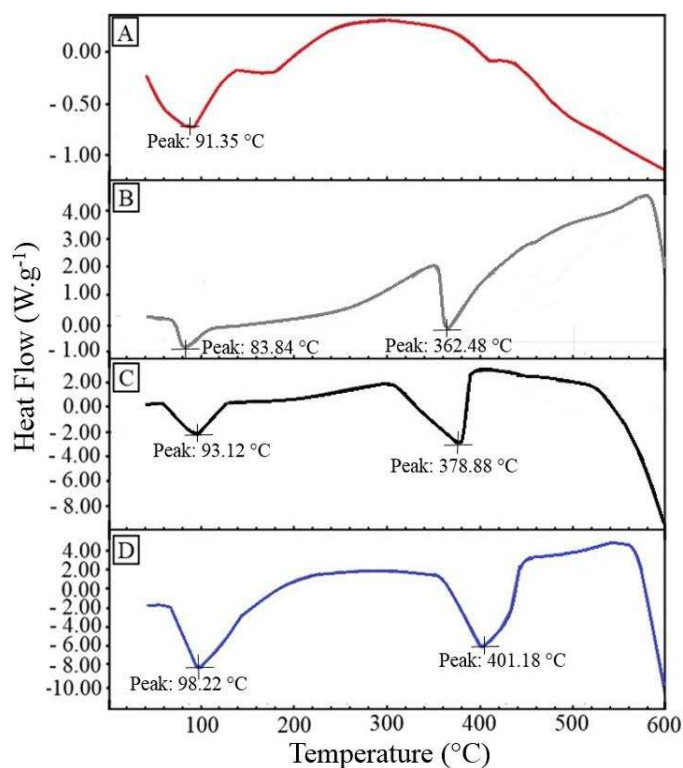 A
0.00
- 0.50
- 1.00
Peak: 91.35 °C
B
4.00
3.00
2.00
1.00
0.00
- 1.00
Peak: 83.84 °C
Peak: 362.48 °C
C
2.00
0.00
- 2.00
- 4.00
- 6.00
- 8.00
Peak: 93.12 °C
Peak: 378.88 °C
D
4.00
2.00
0.00
- 2.00
- 4.00
- 6.00
- 8.00
-10.00
Peak: 98.22 °C
Peak: 401.18 °C
Heat Flow (W.g-1)
100 200 300 400 500 600
Temperature (°C)